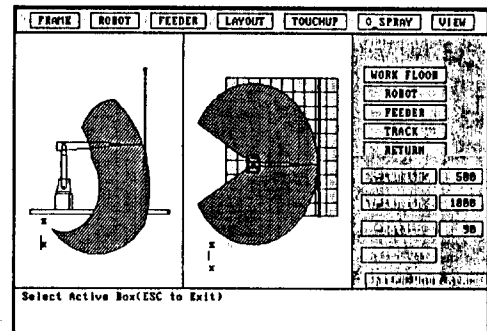 FRAME ROBOT FEEDER LAYOUT TOUCHUP O_SPRAY VIEW
WORK FLOOR
ROBOT
FEEDER
TRACK
RETURN
500
1000
90
x
x
x
x
Select Active Box(ESC to Exit)